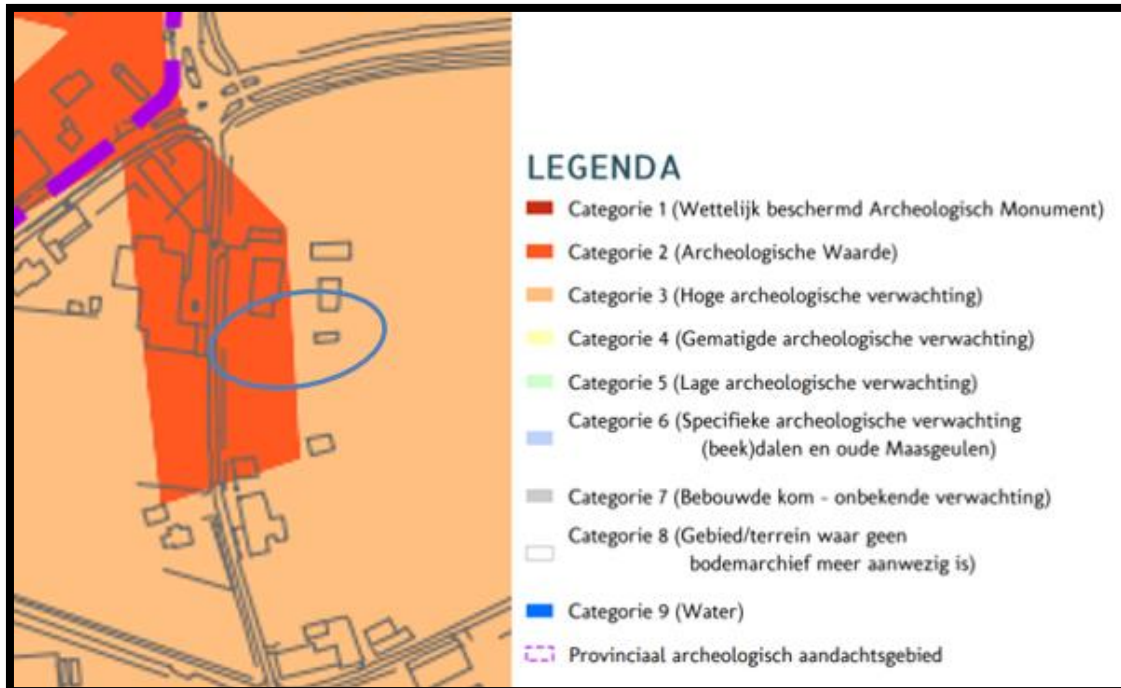 LEGENDA
Categorie 1 (Wettelijk beschermd Archeologisch Monument)
Categorie 2 (Archeologische Waarde)
Categorie 3 (Hoge archeologische verwachting)
Categorie 4 (Gematigde archeologische verwachting)
Categorie 5 (Lage archeologische verwachting)
Categorie 6 (Specifieke archeologische verwachting
(beek)dalen en oude Maasgeulen)
Categorie 7 (Bebouwde kom - onbekende verwachting)
Categorie 8 (Gebied/terrein waar geen
bodemarchief meer aanwezig is)
Categorie 9 (Water)
Provinciaal archeologisch aandachtsgebied